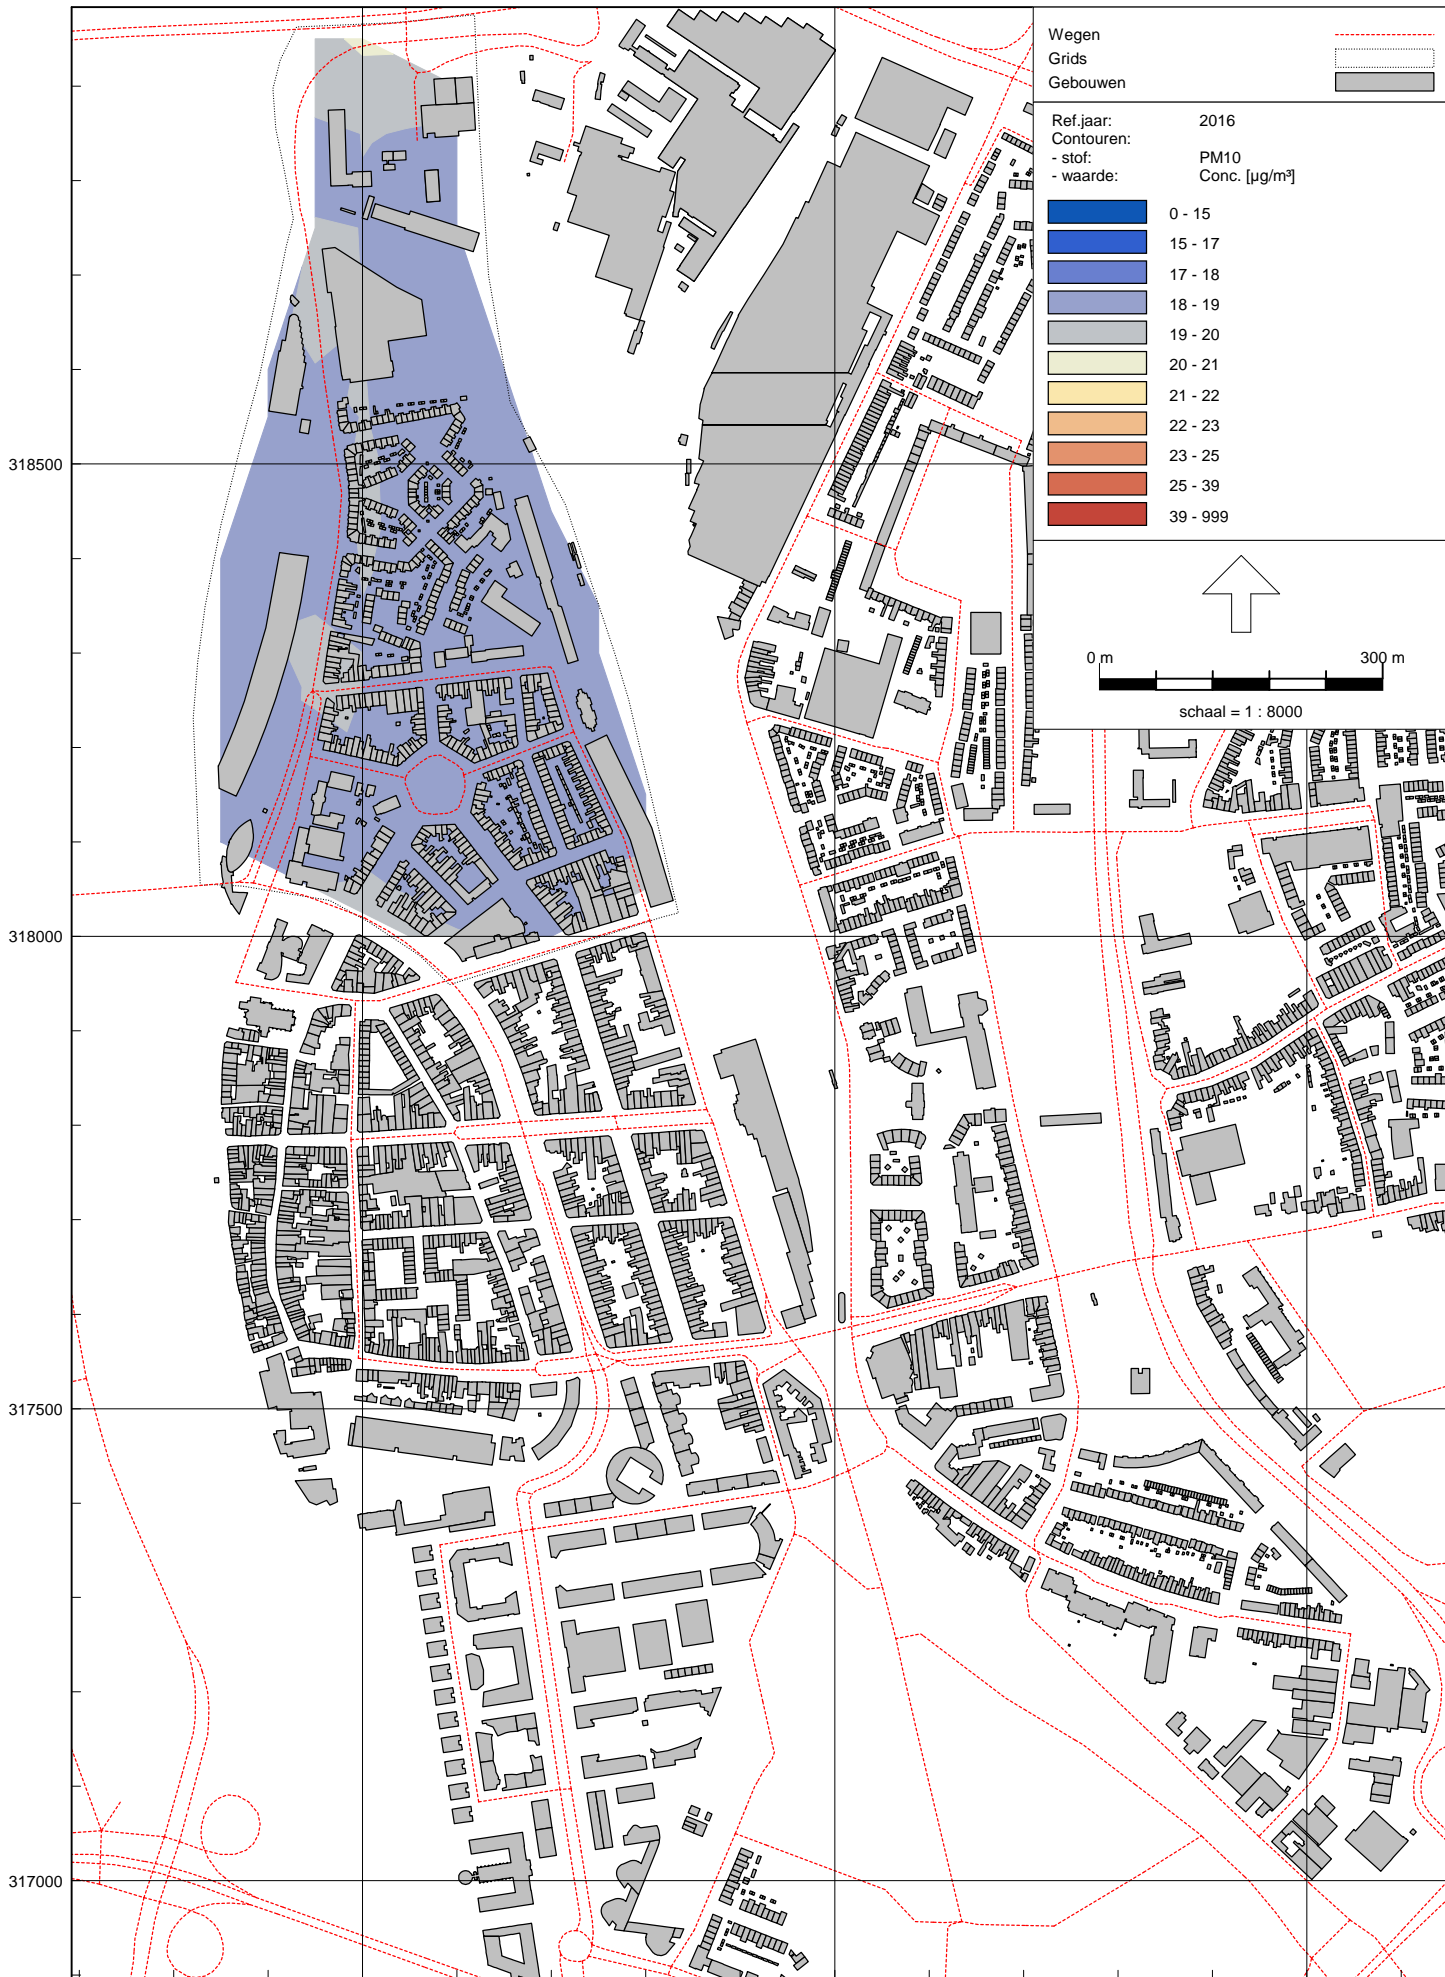 Wegen
Grids
Gebouwen
Ref.jaar: 2016
Contouren:
- stof: PM10
- waarde: Conc. [µg/m³]
0 - 15
15 - 17
17 - 18
18 - 19
19 - 20
20 - 21
21 - 22
22 - 23
23 - 25
25 - 39
39 - 999
0 m 300 m
schaal = 1 : 8000
318500
318000
317500
317000